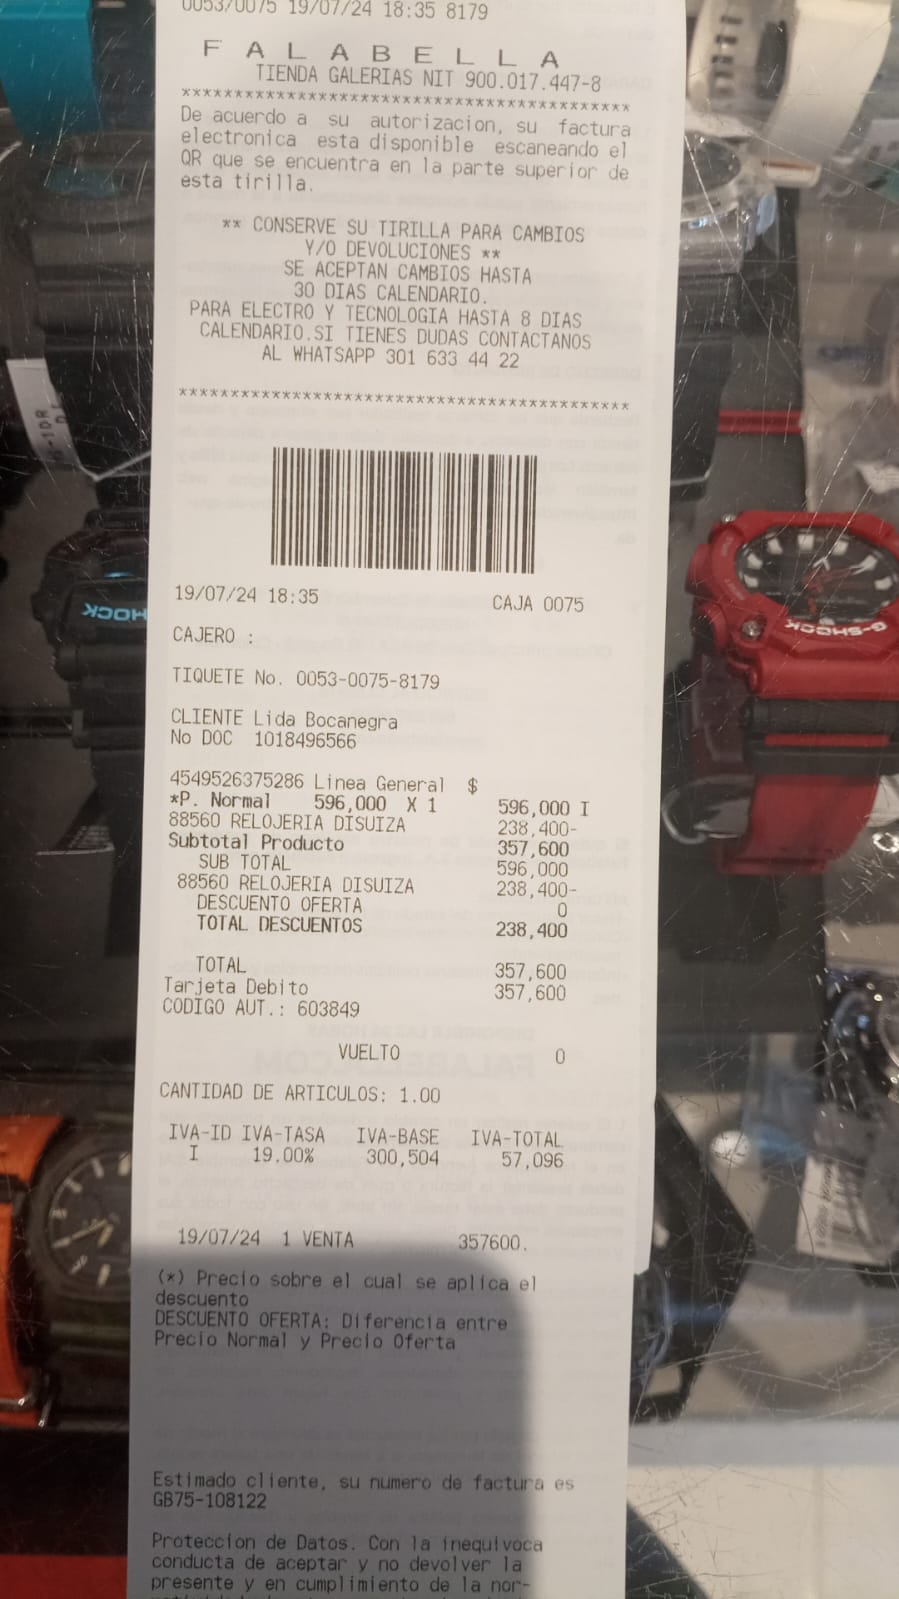 0053/0075 19/07/24 18:35 8179
F A L A B E L L A
TIENDA GALERIAS NIT 900.017.447-8
*******************************************
De acuerdo a su autorizacion, su factura
electronica esta disponible escaneando el
QR que se encuentra en la parte superior de
esta tirilla.
** CONSERVE SU TIRILLA PARA CAMBIOS
Y/O DEVOLUCIONES **
SE ACEPTAN CAMBIOS HASTA
30 DIAS CALENDARIO.
PARA ELECTRO Y TECNOLOGIA HASTA 8 DIAS
CALENDARIO.SI TIENES DUDAS CONTACTANOS
AL WHATSAPP 301 633 44 22
*******************************************
19/07/24 18:35 CAJA 0075
CAJERO :
TIQUETE No. 0053-0075-8179
CLIENTE Lida Bocanegra
No DOC 1018496566
4549526375286 Linea General $
*P. Normal 596,000 X 1 596,000 I
88560 RELOJERIA DISUIZA 238,400-
Subtotal Producto 357,600
SUB TOTAL 596,000
88560 RELOJERIA DISUIZA 238,400-
DESCUENTO OFERTA 0
TOTAL DESCUENTOS 238,400
TOTAL 357,600
Tarjeta Debito 357,600
CODIGO AUT.: 603849
VUELTO 0
CANTIDAD DE ARTICULOS: 1.00
IVA-ID IVA-TASA IVA-BASE IVA-TOTAL
I 19.00% 300,504 57,096
19/07/24 1 VENTA 357600.
(*) Precio sobre el cual se aplica el
descuento
DESCUENTO OFERTA: Diferencia entre
Precio Normal y Precio Oferta
Estimado cliente, su numero de factura es
GB75-108122
Proteccion de Datos. Con la inequivoca
conducta de aceptar y no devolver la
presente y en cumplimiento de la nor-
G-SHOCK
SHOCK